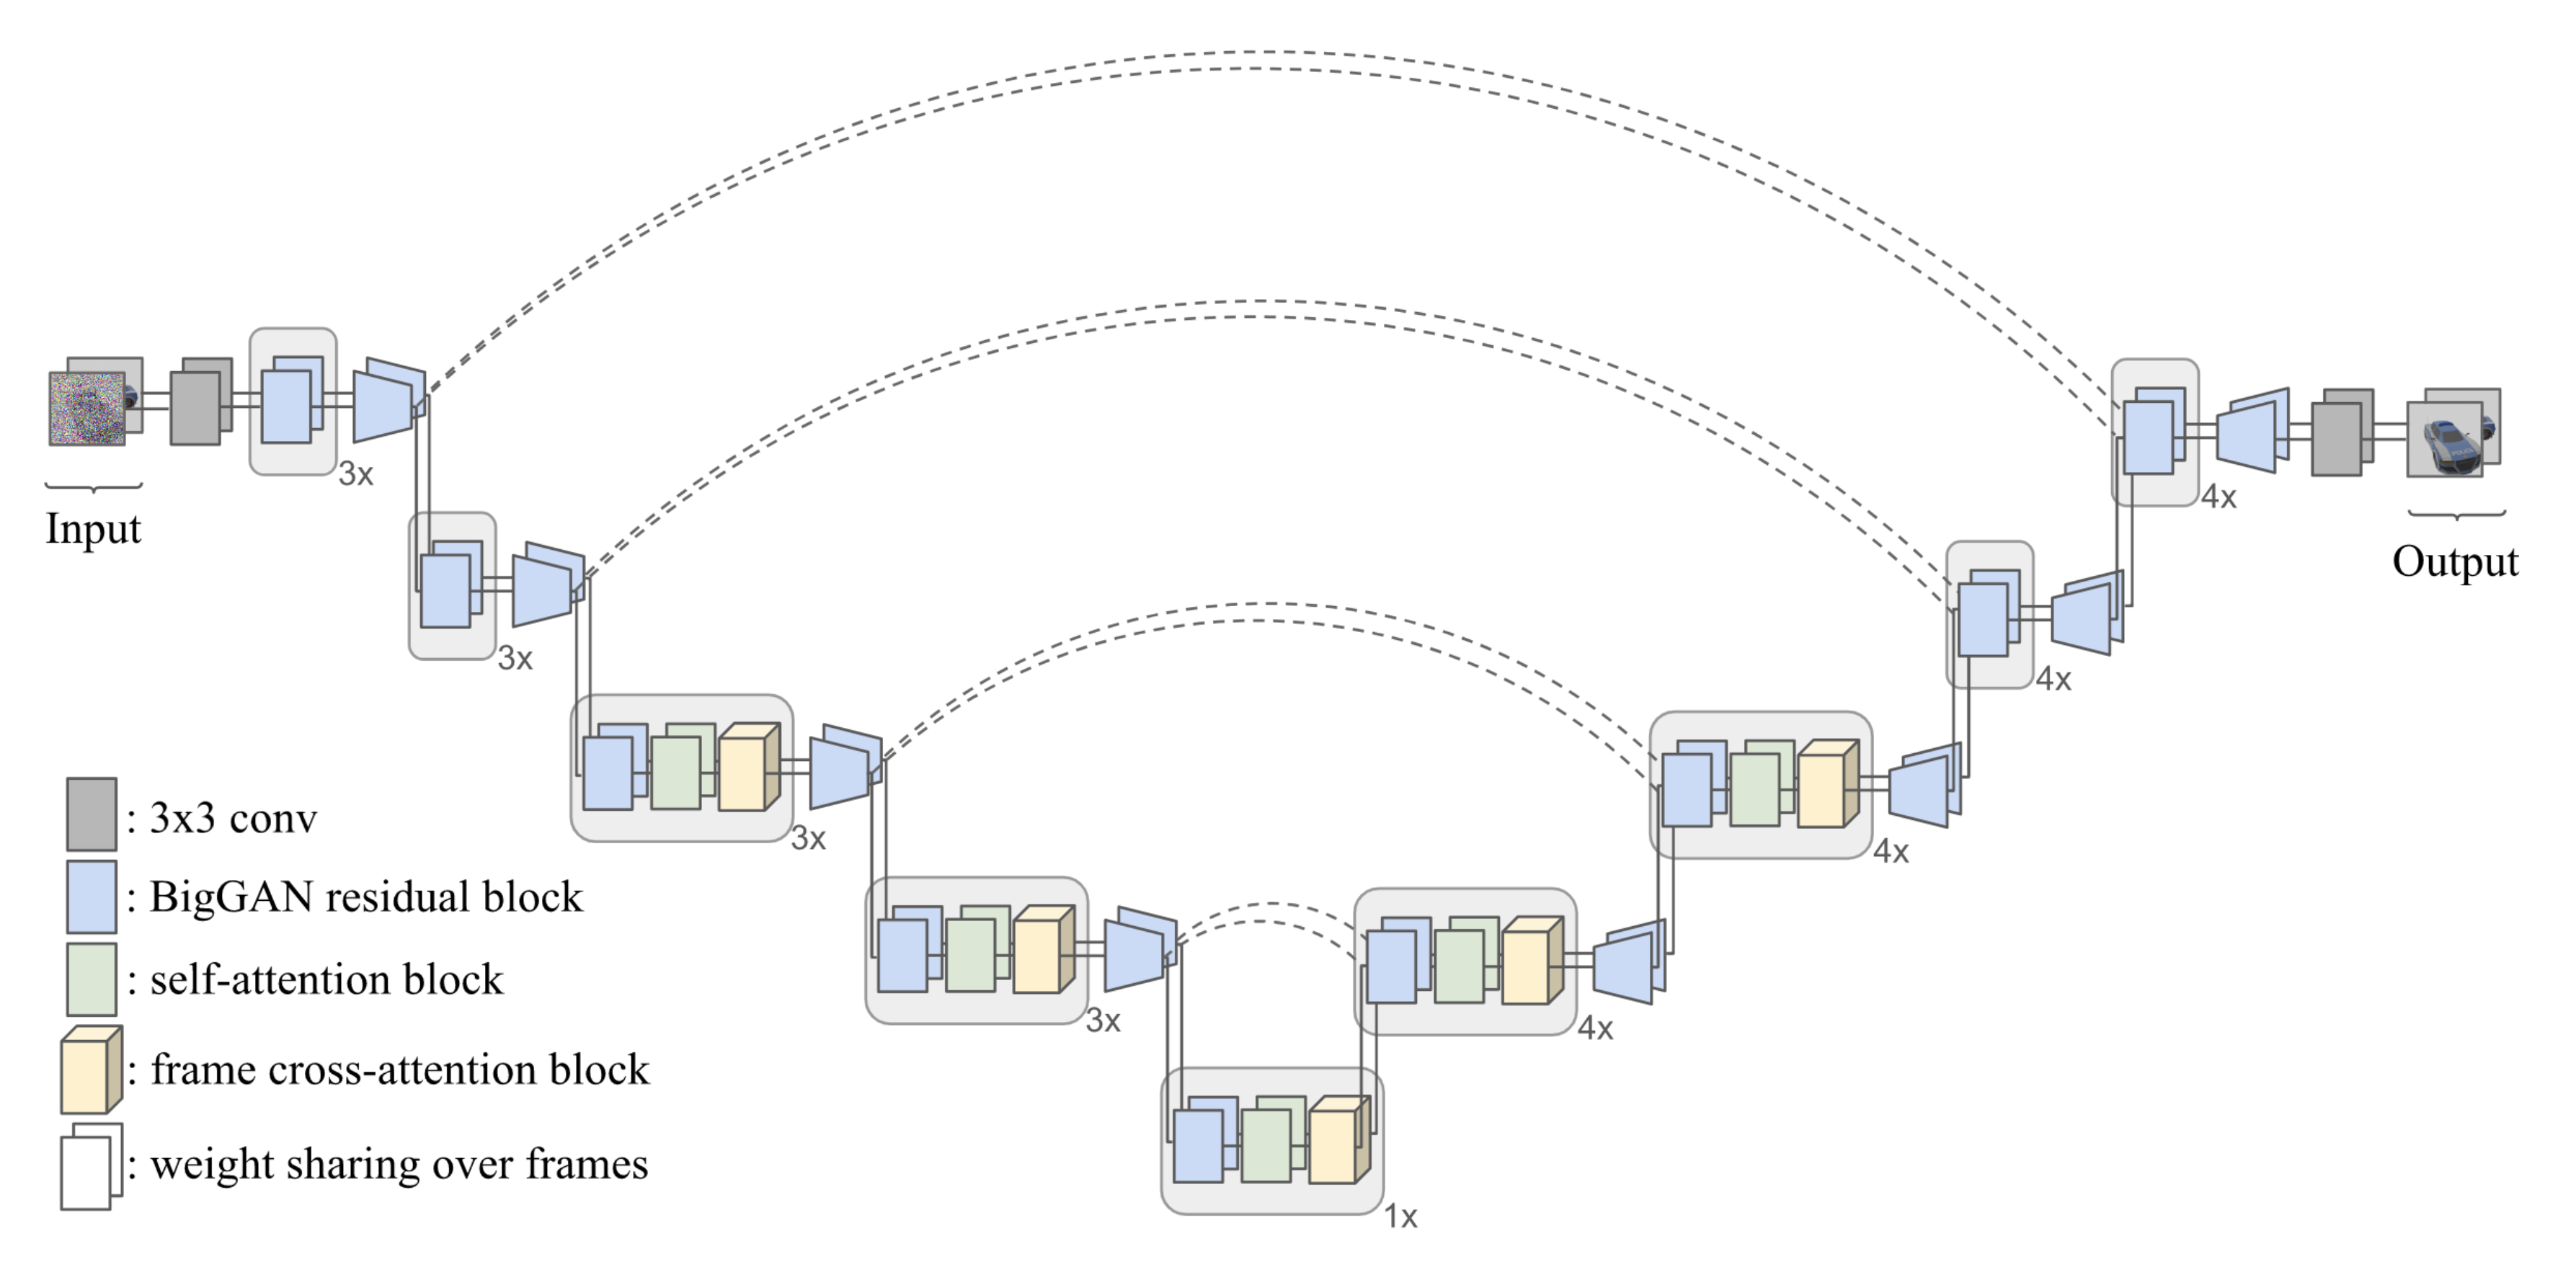 3x
Input
3x
3x
3x
1x
4x
4x
4x
4x
Output
: 3x3 conv
: BigGAN residual block
: self-attention block
: frame cross-attention block
: weight sharing over frames